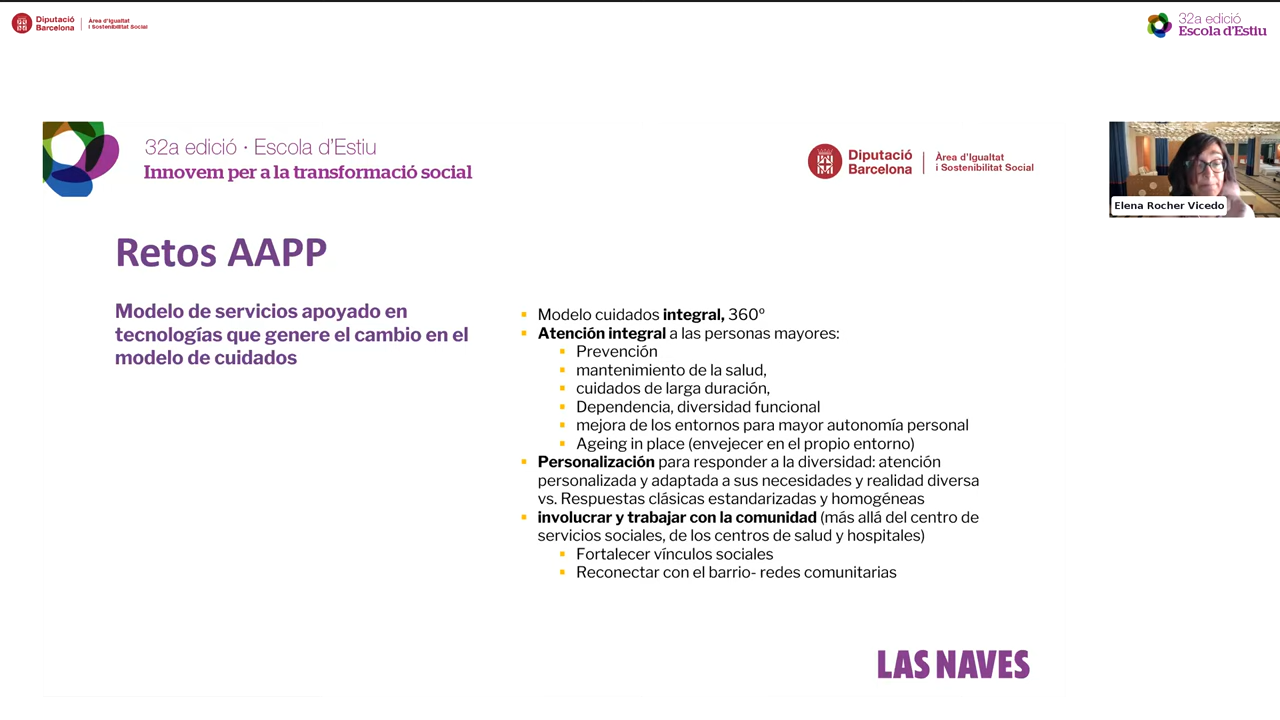 Diputació
Barcelona
Àrea d'Igualtat
i Sostenibilitat Social
32a edició
Escola d'Estiu
32a edició · Escola d'Estiu
Innovem per a la transformació social
Diputació
Barcelona
Àrea d'Igualtat
i Sostenibilitat Social
Elena Rocher Vicedo
Retos AAPP
Modelo de servicios apoyado en
tecnologías que genere el cambio en el
modelo de cuidados
Modelo cuidados integral, 360º
Atención integral a las personas mayores:
Prevención
mantenimiento de la salud,
cuidados de larga duración,
Dependencia, diversidad funcional
mejora de los entornos para mayor autonomía personal
Ageing in place (envejecer en el propio entorno)
Personalización para responder a la diversidad: atención
personalizada y adaptada a sus necesidades y realidad diversa
vs. Respuestas clásicas estandarizadas y homogéneas
involucrar y trabajar con la comunidad (más allá del centro de
servicios sociales, de los centros de salud y hospitales)
Fortalecer vínculos sociales
Reconectar con el barrio- redes comunitarias
LAS NAVES